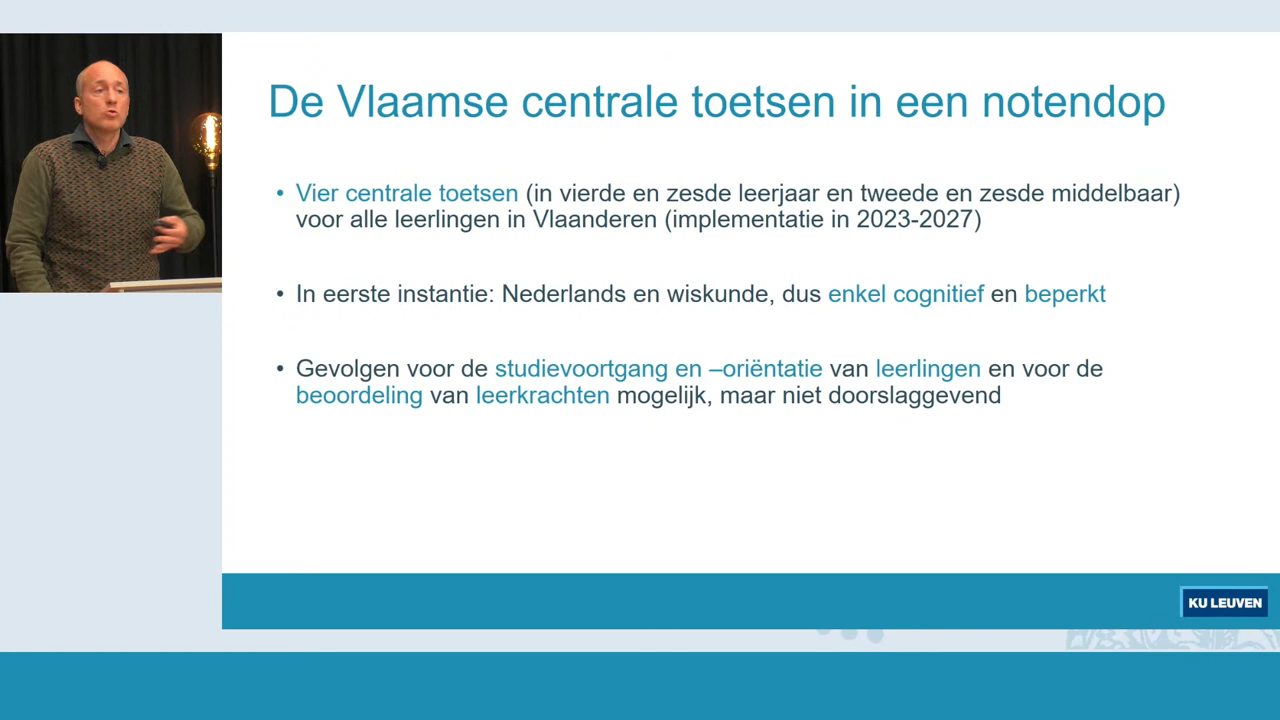 De Vlaamse centrale toetsen in een notendop
• Vier centrale toetsen (in vierde en zesde leerjaar en tweede en zesde middelbaar)
voor alle leerlingen in Vlaanderen (implementatie in 2023-2027)
• In eerste instantie: Nederlands en wiskunde, dus enkel cognitief en beperkt
• Gevolgen voor de studievoortgang en –oriëntatie van leerlingen en voor de
beoordeling van leerkrachten mogelijk, maar niet doorslaggevend
KU LEUVEN